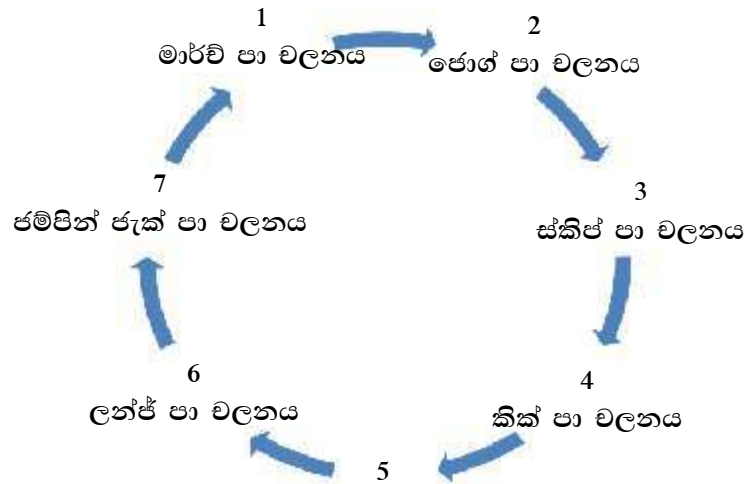 1
මාර්ච් පා චලනය
2
ජොග් පා චලනය
3
ස්කිප් පා චලනය
4
කික් පා චලනය
5
6
ලන්ජ් පා චලනය
7
ජම්පින් ජැක් පා චලනය